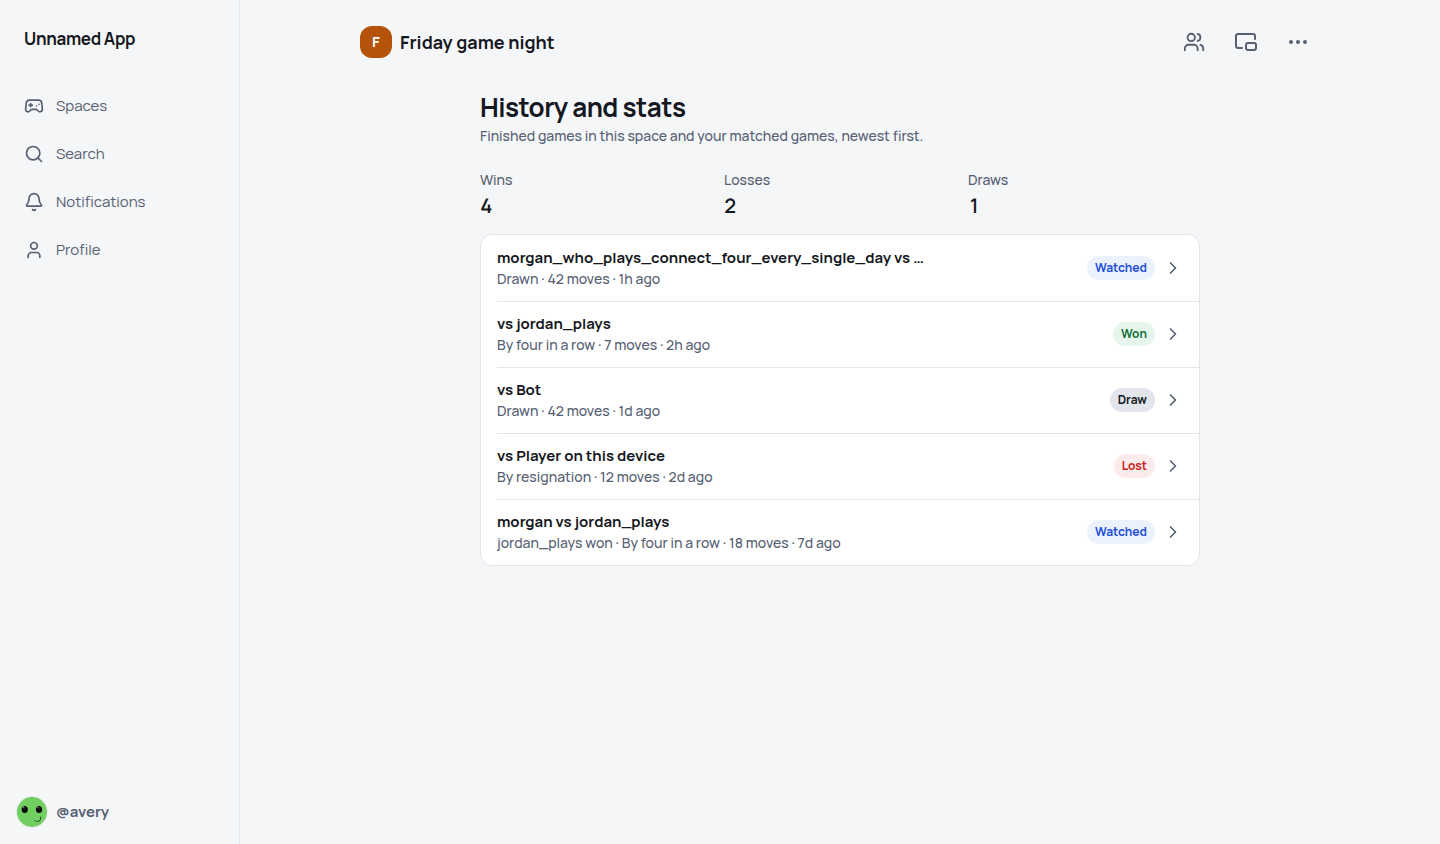 Unnamed App
Spaces
Search
Notifications
Profile
@avery
F
Friday game night
History and stats
Finished games in this space and your matched games, newest first.
Wins
4
Losses
2
Draws
1
morgan_who_plays_connect_four_every_single_day vs ...
Drawn · 42 moves · 1h ago
Watched
vs jordan_plays
By four in a row · 7 moves · 2h ago
Won
vs Bot
Drawn · 42 moves · 1d ago
Draw
vs Player on this device
By resignation · 12 moves · 2d ago
Lost
morgan vs jordan_plays
jordan_plays won · By four in a row · 18 moves · 7d ago
Watched